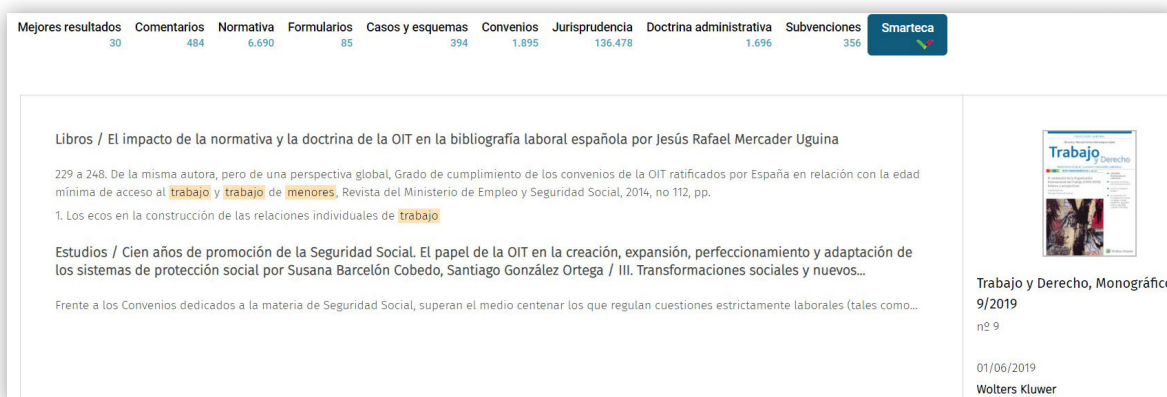 Mejores resultados Comentarios Normativa Formularios Casos y esquemas Convenios Jurisprudencia Doctrina administrativa Subvenciones Smarteca
30 484 6.690 85 394 1.895 136.478 1.696 356
Libros / El impacto de la normativa y la doctrina de la OIT en la bibliografía laboral española por Jesús Rafael Mercader Uguina
229 a 248. De la misma autora, pero de una perspectiva global, Grado de cumplimiento de los convenios de la OIT ratificados por España en relación con la edad
mínima de acceso al trabajo y trabajo de menores, Revista del Ministerio de Empleo y Seguridad Social, 2014, no 112, pp.
1. Los ecos en la construcción de las relaciones individuales de trabajo
Estudios / Cien años de promoción de la Seguridad Social. El papel de la OIT en la creación, expansión, perfeccionamiento y adaptación de
los sistemas de protección social por Susana Barcelón Cobedo, Santiago González Ortega / III. Transformaciones sociales y nuevos...
Frente a los Convenios dedicados a la materia de Seguridad Social, superan el medio centenar los que regulan cuestiones estrictamente laborales (tales como...
Trabajo
y Derecho
Trabajo y Derecho, Monográfico
9/2019
nº 9
01/06/2019
Wolters Kluwer